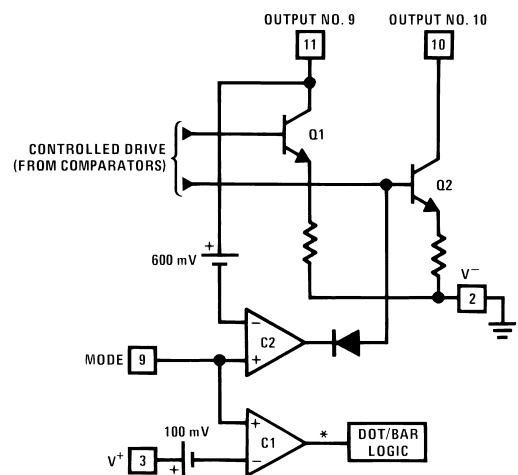 OUTPUT NO. 9
OUTPUT NO. 10
11
10
Q1
CONTROLLED DRIVE
(FROM COMPARATORS)
Q2
+
600 mV
V−
2
−
C2
+
MODE 9
+
100 mV
C1
*
DOT/BAR
LOGIC
V+ 3
−
+